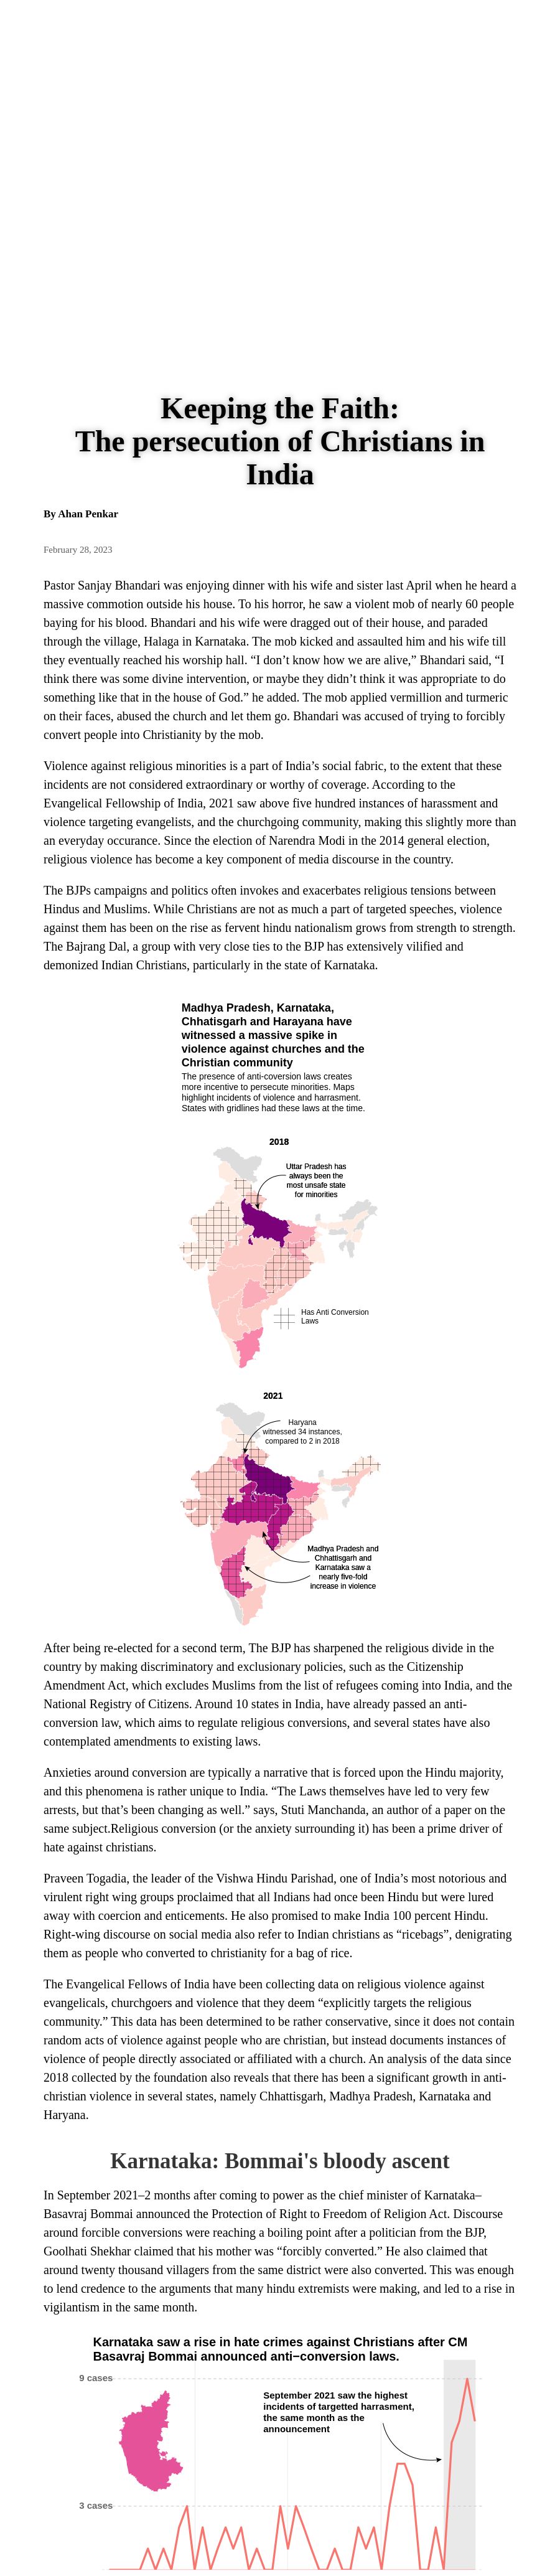 Keeping the Faith:
The persecution of Christians in
India
By Ahan Penkar
February 28, 2023
Pastor Sanjay Bhandari was enjoying dinner with his wife and sister last April when he heard a
massive commotion outside his house. To his horror, he saw a violent mob of nearly 60 people
baying for his blood. Bhandari and his wife were dragged out of their house, and paraded
through the village, Halaga in Karnataka. The mob kicked and assaulted him and his wife till
they eventually reached his worship hall. “I don’t know how we are alive,” Bhandari said, “I
think there was some divine intervention, or maybe they didn’t think it was appropriate to do
something like that in the house of God.” he added. The mob applied vermillion and turmeric
on their faces, abused the church and let them go. Bhandari was accused of trying to forcibly
convert people into Christianity by the mob.
Violence against religious minorities is a part of India’s social fabric, to the extent that these
incidents are not considered extraordinary or worthy of coverage. According to the
Evangelical Fellowship of India, 2021 saw above five hundred instances of harassment and
violence targeting evangelists, and the churchgoing community, making this slightly more than
an everyday occurance. Since the election of Narendra Modi in the 2014 general election,
religious violence has become a key component of media discourse in the country.
The BJPs campaigns and politics often invokes and exacerbates religious tensions between
Hindus and Muslims. While Christians are not as much a part of targeted speeches, violence
against them has been on the rise as fervent hindu nationalism grows from strength to strength.
The Bajrang Dal, a group with very close ties to the BJP has extensively vilified and
demonized Indian Christians, particularly in the state of Karnataka.
Madhya Pradesh, Karnataka,
Chhatisgarh and Harayana have
witnessed a massive spike in
violence against churches and the
Christian community
The presence of anti-coversion laws creates
more incentive to persecute minorities. Maps
highlight incidents of violence and harrasment.
States with gridlines had these laws at the time.
2018
Uttar Pradesh has
always been the
most unsafe state
for minorities
Has Anti Conversion
Laws
2021
Haryana
witnessed 34 instances,
compared to 2 in 2018
Madhya Pradesh and
Chhattisgarh and
Karnataka saw a
nearly five-fold
increase in violence
After being re-elected for a second term, The BJP has sharpened the religious divide in the
country by making discriminatory and exclusionary policies, such as the Citizenship
Amendment Act, which excludes Muslims from the list of refugees coming into India, and the
National Registry of Citizens. Around 10 states in India, have already passed an anti-
conversion law, which aims to regulate religious conversions, and several states have also
contemplated amendments to existing laws.
Anxieties around conversion are typically a narrative that is forced upon the Hindu majority,
and this phenomena is rather unique to India. “The Laws themselves have led to very few
arrests, but that’s been changing as well.” says, Stuti Manchanda, an author of a paper on the
same subject.Religious conversion (or the anxiety surrounding it) has been a prime driver of
hate against christians.
Praveen Togadia, the leader of the Vishwa Hindu Parishad, one of India’s most notorious and
virulent right wing groups proclaimed that all Indians had once been Hindu but were lured
away with coercion and enticements. He also promised to make India 100 percent Hindu.
Right-wing discourse on social media also refer to Indian christians as “ricebags”, denigrating
them as people who converted to christianity for a bag of rice.
The Evangelical Fellows of India have been collecting data on religious violence against
evangelicals, churchgoers and violence that they deem “explicitly targets the religious
community.” This data has been determined to be rather conservative, since it does not contain
random acts of violence against people who are christian, but instead documents instances of
violence of people directly associated or affiliated with a church. An analysis of the data since
2018 collected by the foundation also reveals that there has been a significant growth in anti-
christian violence in several states, namely Chhattisgarh, Madhya Pradesh, Karnataka and
Haryana.
Karnataka: Bommai's bloody ascent
In September 2021–2 months after coming to power as the chief minister of Karnataka–
Basavraj Bommai announced the Protection of Right to Freedom of Religion Act. Discourse
around forcible conversions were reaching a boiling point after a politician from the BJP,
Goolhati Shekhar claimed that his mother was “forcibly converted.” He also claimed that
around twenty thousand villagers from the same district were also converted. This was enough
to lend credence to the arguments that many hindu extremists were making, and led to a rise in
vigilantism in the same month.
Karnataka saw a rise in hate crimes against Christians after CM
Basavraj Bommai announced anti−conversion laws.
9 cases
September 2021 saw the highest
incidents of targetted harrasment,
the same month as the
announcement
3 cases